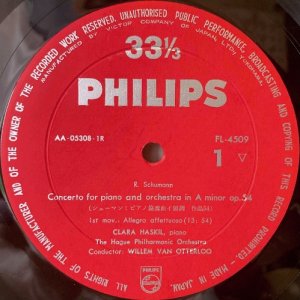 ALL RIGHTS OF THE MANUFACTURER AND OF THE OWNER OF THE RECORDED WORK RESERVED. UNAUTHORISED PUBLIC PERFORMANCE, BROADCASTING AND COPYING OF THIS RECORD PROHIBITED - MADE IN JAPAN.
MANUFACTURED BY VICTOR COMPANY OF JAPAN, LTD., YOKOHAMA.
33⅓
PHILIPS
AA-05308-1R
FL-4509
1 V
R. Schumann
Concerto for piano and orchestra in A minor op.54
1st mov.: Allegro affettuoso (13: 54)
CLARA HASKIL, piano
The Hague Philharmonic Orchestra
Conductor: WILLEM VAN OTTERLOO
PHILIPS